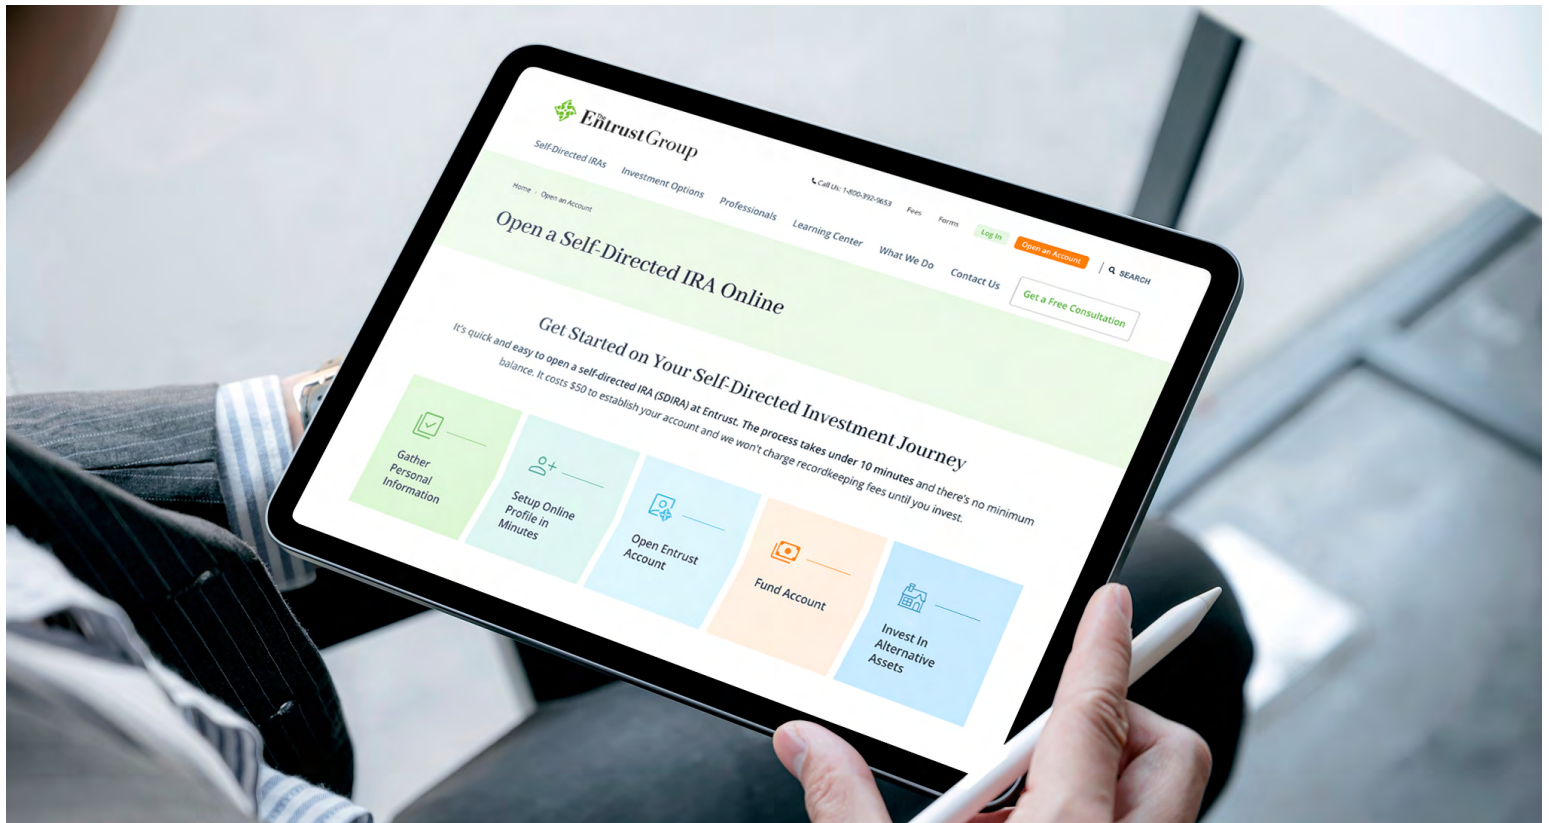 The
Entrust Group
Call Us: 1-800-392-9653
Fees
Forms
Log In
Open an Account
SEARCH
Self-Directed IRAs
Investment Options
Professionals
Learning Center
What We Do
Contact Us
Get a Free Consultation
Home › Open an Account
Open a Self-Directed IRA Online
Get Started on Your Self-Directed Investment Journey
It's quick and easy to open a self-directed IRA (SDIRA) at Entrust. The process takes under 10 minutes and there's no minimum
balance. It costs $50 to establish your account and we won't charge recordkeeping fees until you invest.
Gather
Personal
Information
Setup Online
Profile in
Minutes
Open Entrust
Account
Fund Account
Invest In
Alternative
Assets